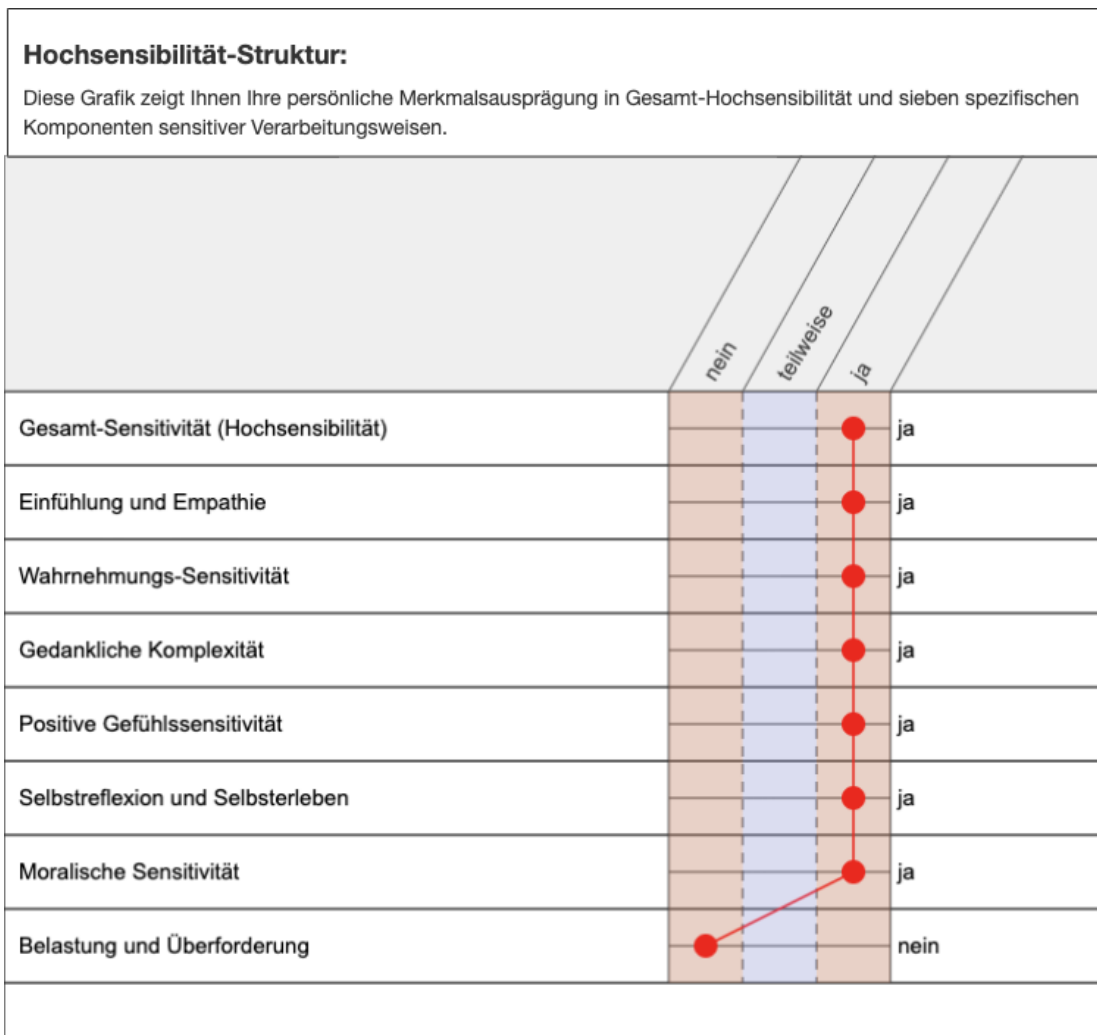 Hochsensibilität-Struktur:
Diese Grafik zeigt Ihnen Ihre persönliche Merkmalsausprägung in Gesamt-Hochsensibilität und sieben spezifischen
Komponenten sensitiver Verarbeitungsweisen.
nein
teilweise
ja
Gesamt-Sensitivität (Hochsensibilität) ja
Einfühlung und Empathie ja
Wahrnehmungs-Sensitivität ja
Gedankliche Komplexität ja
Positive Gefühlssensitivität ja
Selbstreflexion und Selbsterleben ja
Moralische Sensitivität ja
Belastung und Überforderung nein